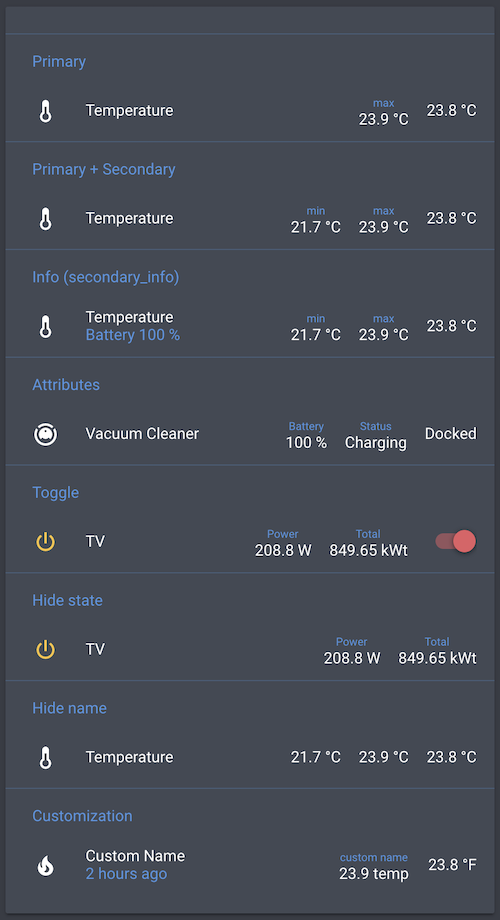 Primary
Temperature max 23.8 °C
23.9 °C
Primary + Secondary
Temperature min max 23.8 °C
21.7 °C 23.9 °C
Info (secondary_info)
Temperature min max 23.8 °C
Battery 100 % 21.7 °C 23.9 °C
Attributes
Vacuum Cleaner Battery Status Docked
100 % Charging
Toggle
TV Power Total
208.8 W 849.65 kWt
Hide state
TV Power Total
208.8 W 849.65 kWt
Hide name
Temperature 21.7 °C 23.9 °C 23.8 °C
Customization
Custom Name custom name 23.8 °F
2 hours ago 23.9 temp